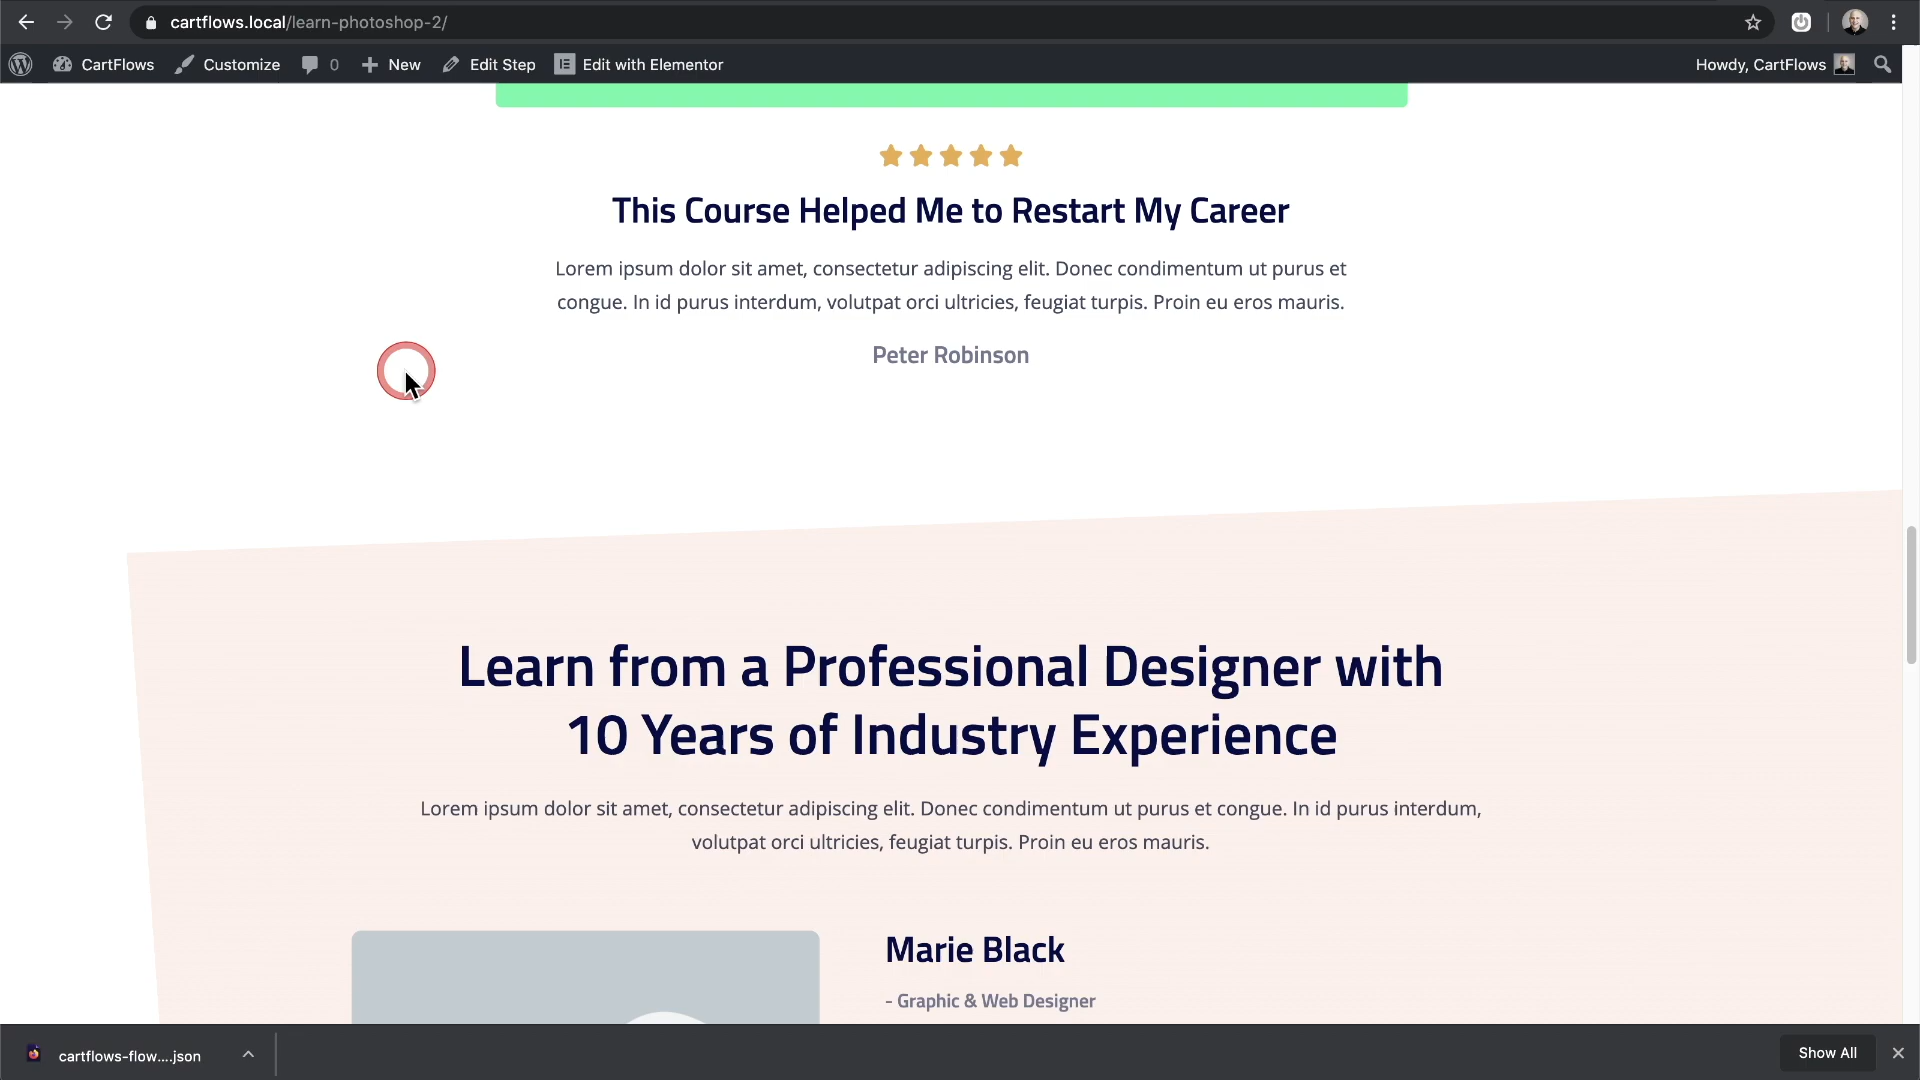 cartflows.local/learn-photoshop-2/
CartFlows Customize 0 New Edit Step Edit with Elementor Howdy, CartFlows
This Course Helped Me to Restart My Career
Lorem ipsum dolor sit amet, consectetur adipiscing elit. Donec condimentum ut purus et
congue. In id purus interdum, volutpat orci ultricies, feugiat turpis. Proin eu eros mauris.
Peter Robinson
Learn from a Professional Designer with
10 Years of Industry Experience
Lorem ipsum dolor sit amet, consectetur adipiscing elit. Donec condimentum ut purus et congue. In id purus interdum,
volutpat orci ultricies, feugiat turpis. Proin eu eros mauris.
Marie Black
- Graphic & Web Designer
cartflows-flow....json Show All